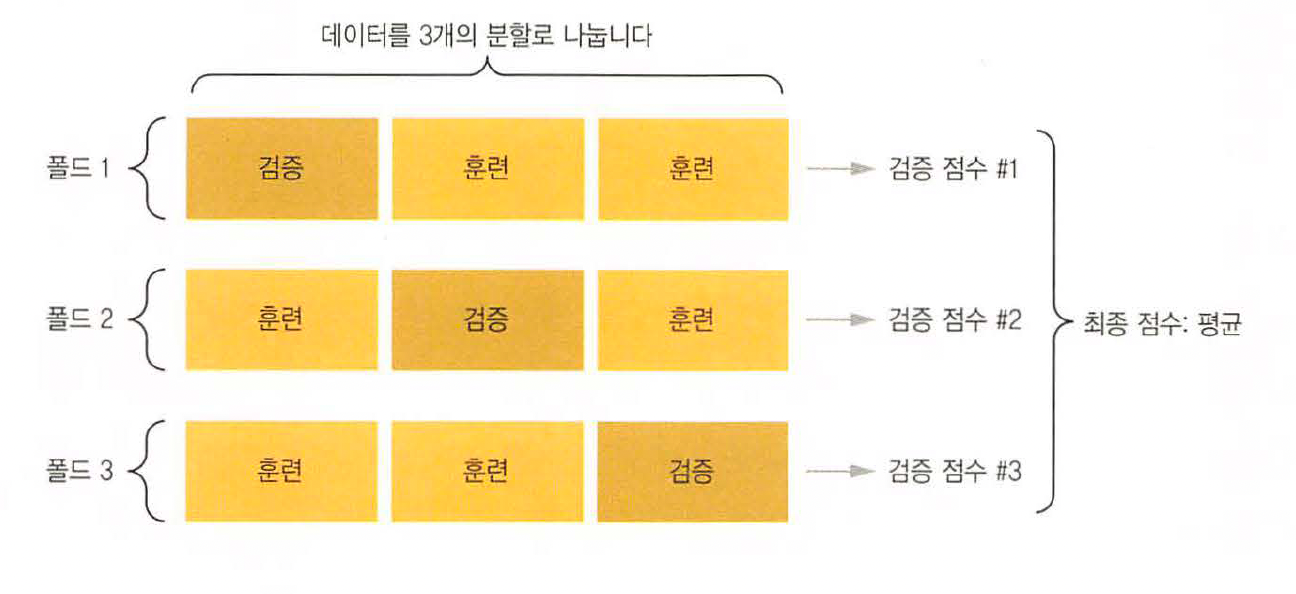 데이터를 3개의 분할로 나눕니다
폴드 1
검증
훈련
훈련
검증 점수 #1
폴드 2
훈련
검증
훈련
검증 점수 #2
최종 점수: 평균
폴드 3
훈련
훈련
검증
검증 점수 #3